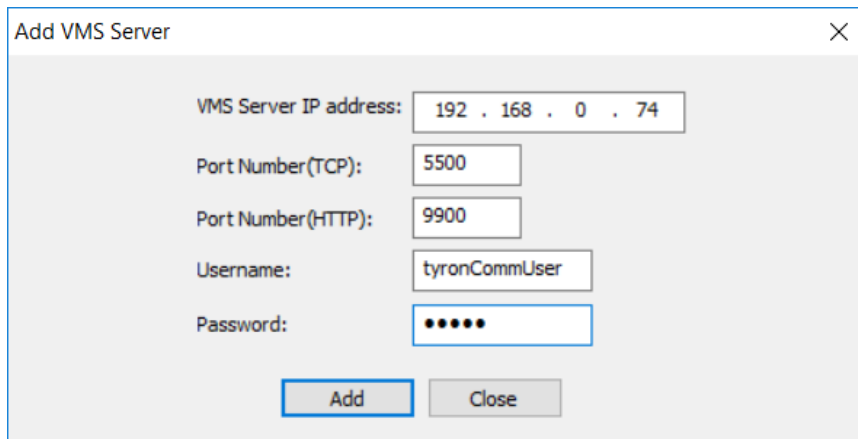 Add VMS Server
VMS Server IP address: 192 . 168 . 0 . 74
Port Number(TCP): 5500
Port Number(HTTP): 9900
Username: tyronCommUser
Password: •••••
Add Close